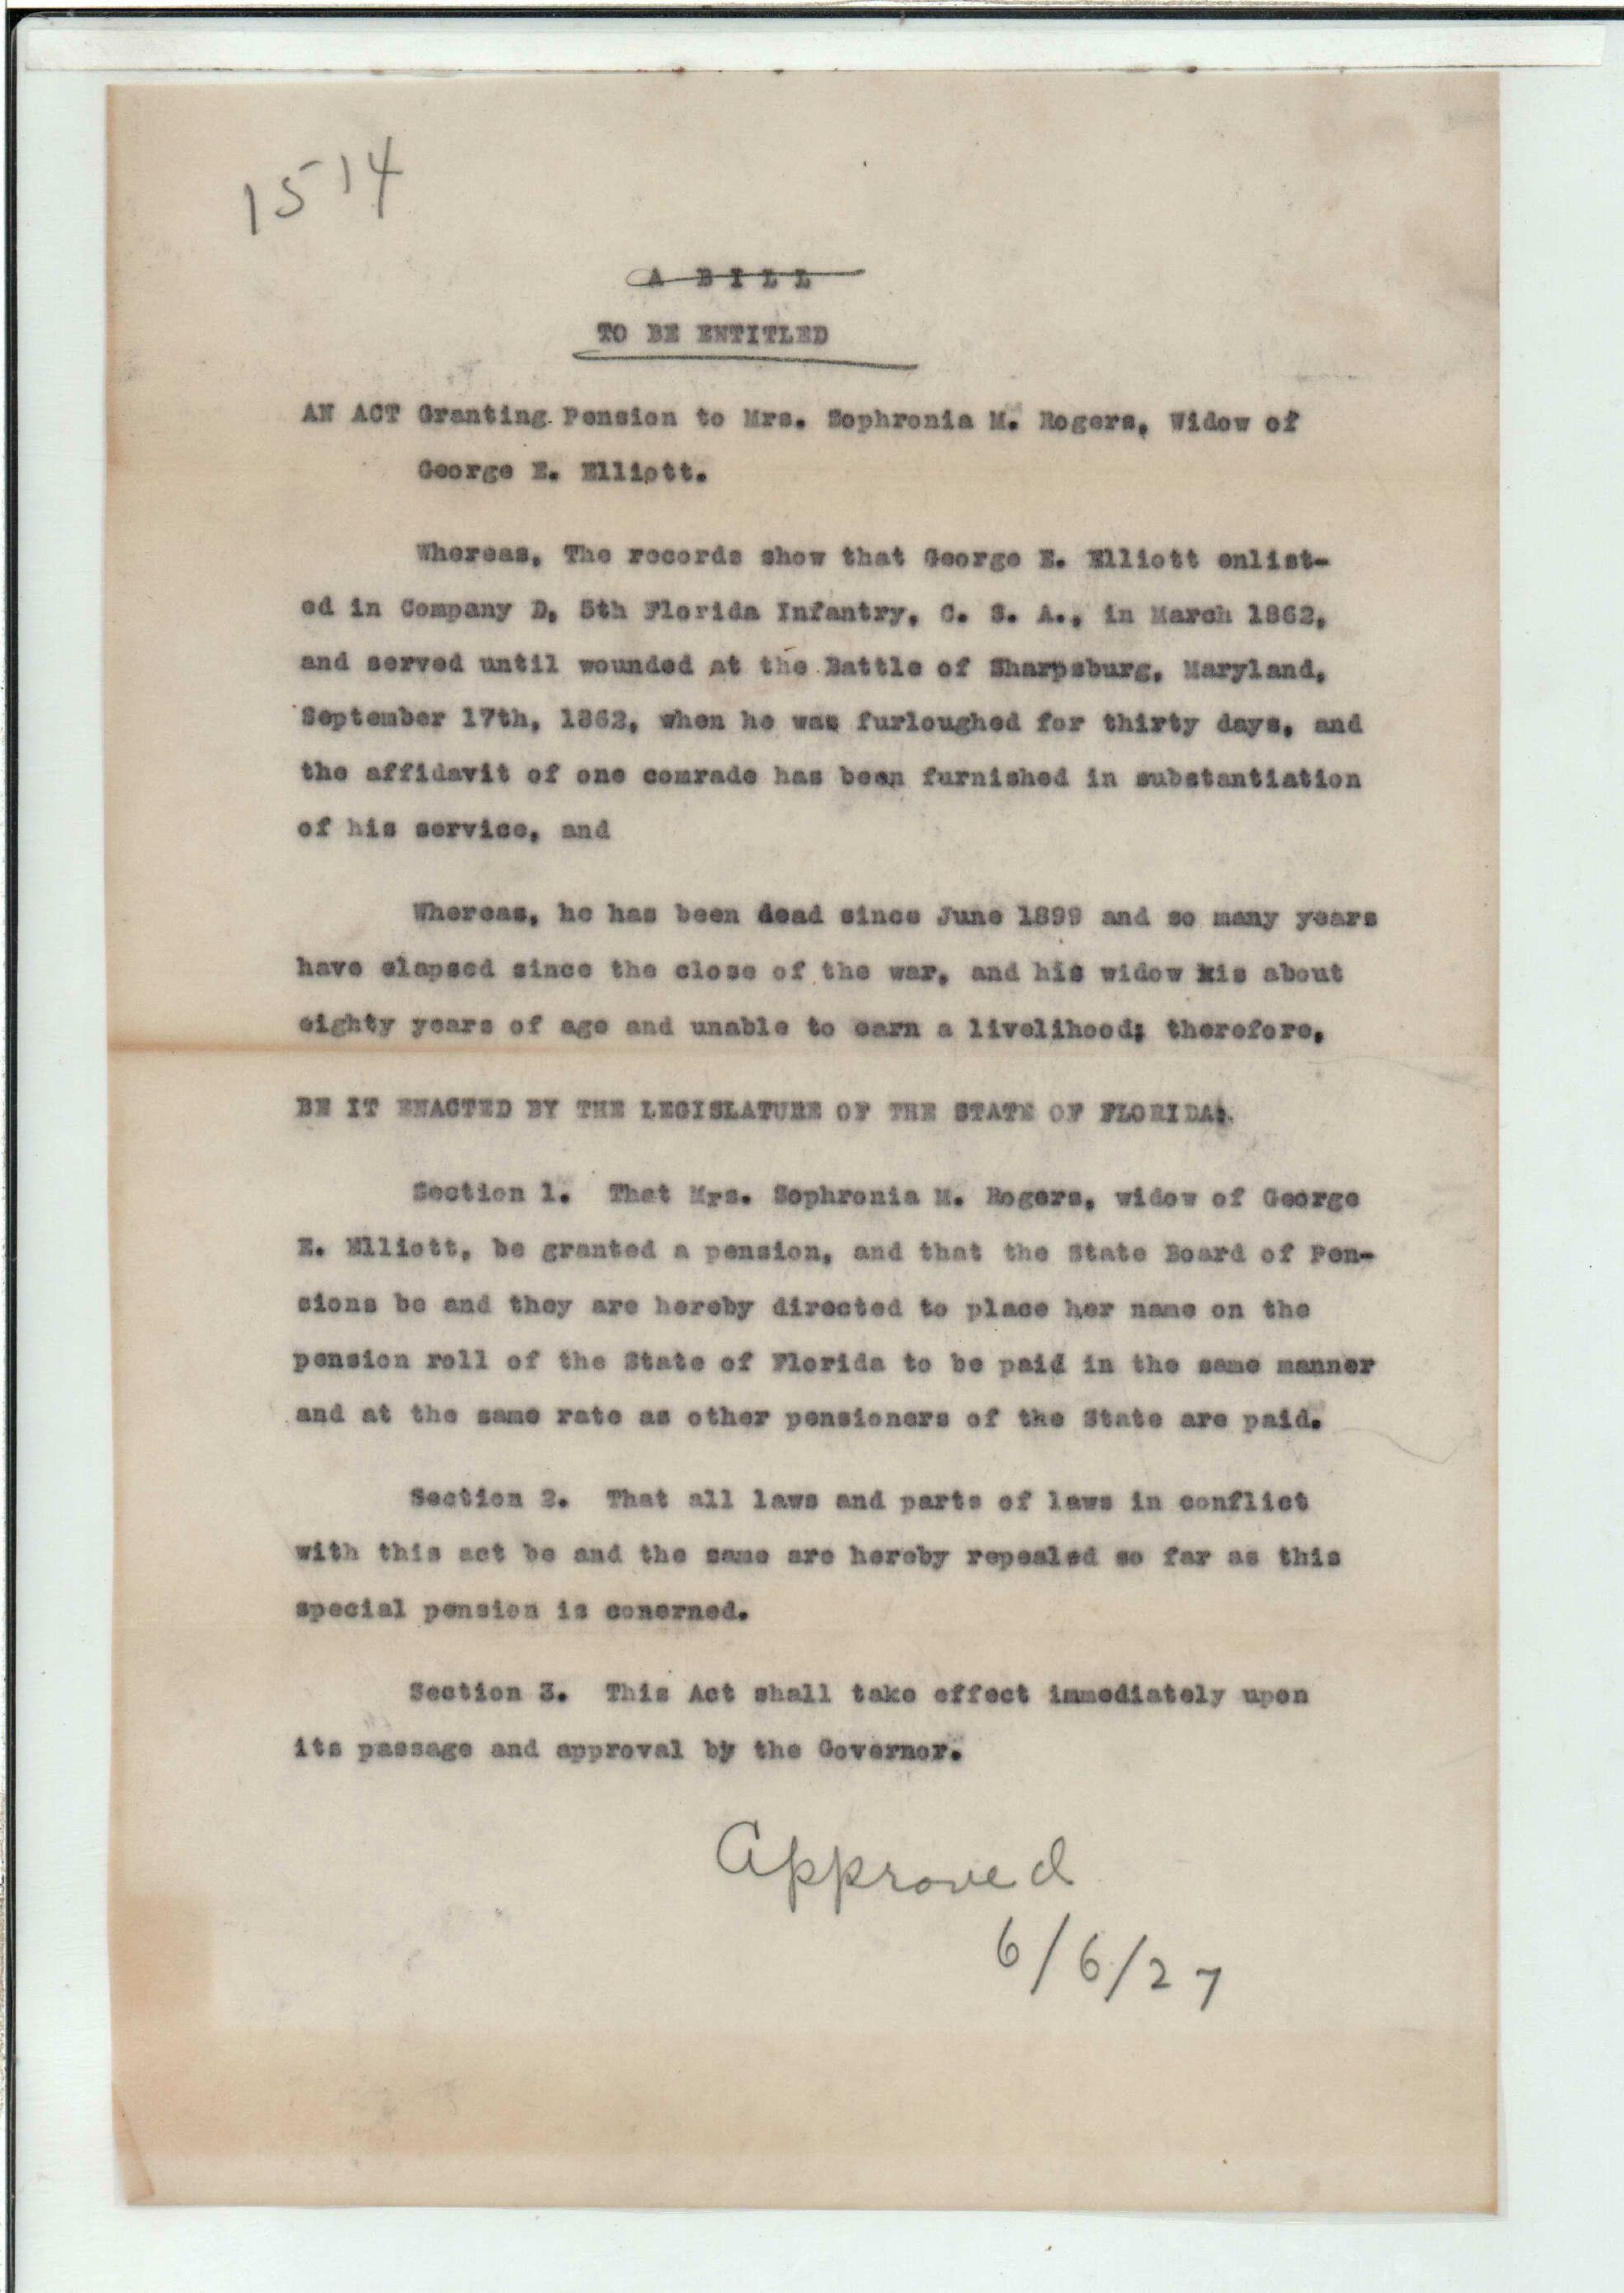 1514
A BILL
TO BE ENTITLED
AN ACT Granting Pension to Mrs. Sophronia M. Rogers, Widow of
George E. Elliott.
Whereas, The records show that George E. Elliott enlist-
ed in Company D, 5th Florida Infantry, C. S. A., in March 1862,
and served until wounded at the Battle of Sharpsburg, Maryland,
September 17th, 1862, when he was furloughed for thirty days, and
the affidavit of one comrade has been furnished in substantiation
of his service, and
Whereas, he has been dead since June 1899 and so many years
have elapsed since the close of the war, and his widow kis about
eighty years of age and unable to earn a livelihood; therefore,
BE IT ENACTED BY THE LEGISLATURE OF THE STATE OF FLORIDA:
Section 1. That Mrs. Sophronia M. Rogers, widow of George
E. Elliott, be granted a pension, and that the State Board of Pen-
sions be and they are hereby directed to place her name on the
pension roll of the State of Florida to be paid in the same manner
and at the same rate as other pensioners of the State are paid.
Section 2. That all laws and parts of laws in conflict
with this act be and the same are hereby repealed so far as this
special pension is conerned.
Section 3. This Act shall take effect immediately upon
its passage and approval by the Governor.
Approved
6/6/27